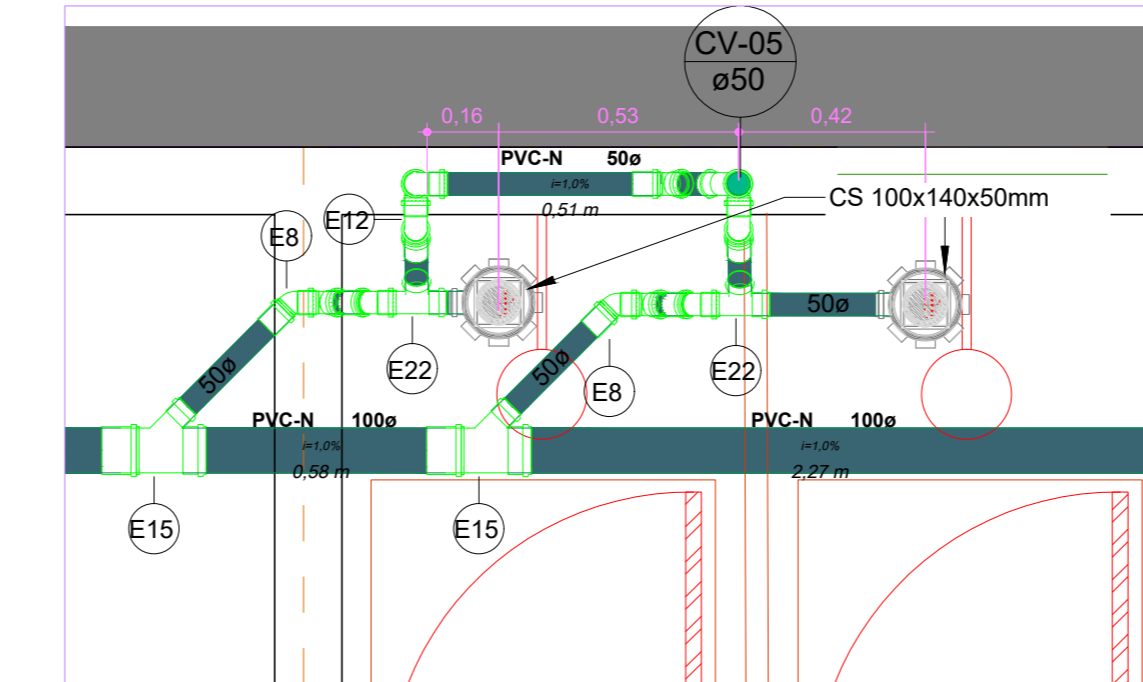 CV-05
ø50
0,16
0,53
0,42
PVC-N 50ø
i=1,0%
0,51 m
CS 100x140x50mm
E12
E8
50ø
50ø
50ø
E22
E8
E22
PVC-N 100ø
i=1,0%
0,58 m
PVC-N 100ø
i=1,0%
2,27 m
E15
E15